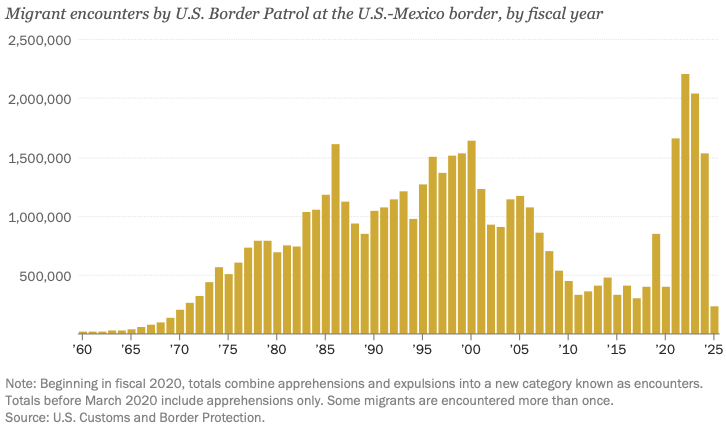 Migrant encounters by U.S. Border Patrol at the U.S.-Mexico border, by fiscal year
2,500,000
2,000,000
1,500,000
1,000,000
500,000
’60 ’65 ’70 ’75 ’80 ’85 ’90 ’95 ’00 ’05 ’10 ’15 ’20 ’25
Note: Beginning in fiscal 2020, totals combine apprehensions and expulsions into a new category known as encounters.
Totals before March 2020 include apprehensions only. Some migrants are encountered more than once.
Source: U.S. Customs and Border Protection.